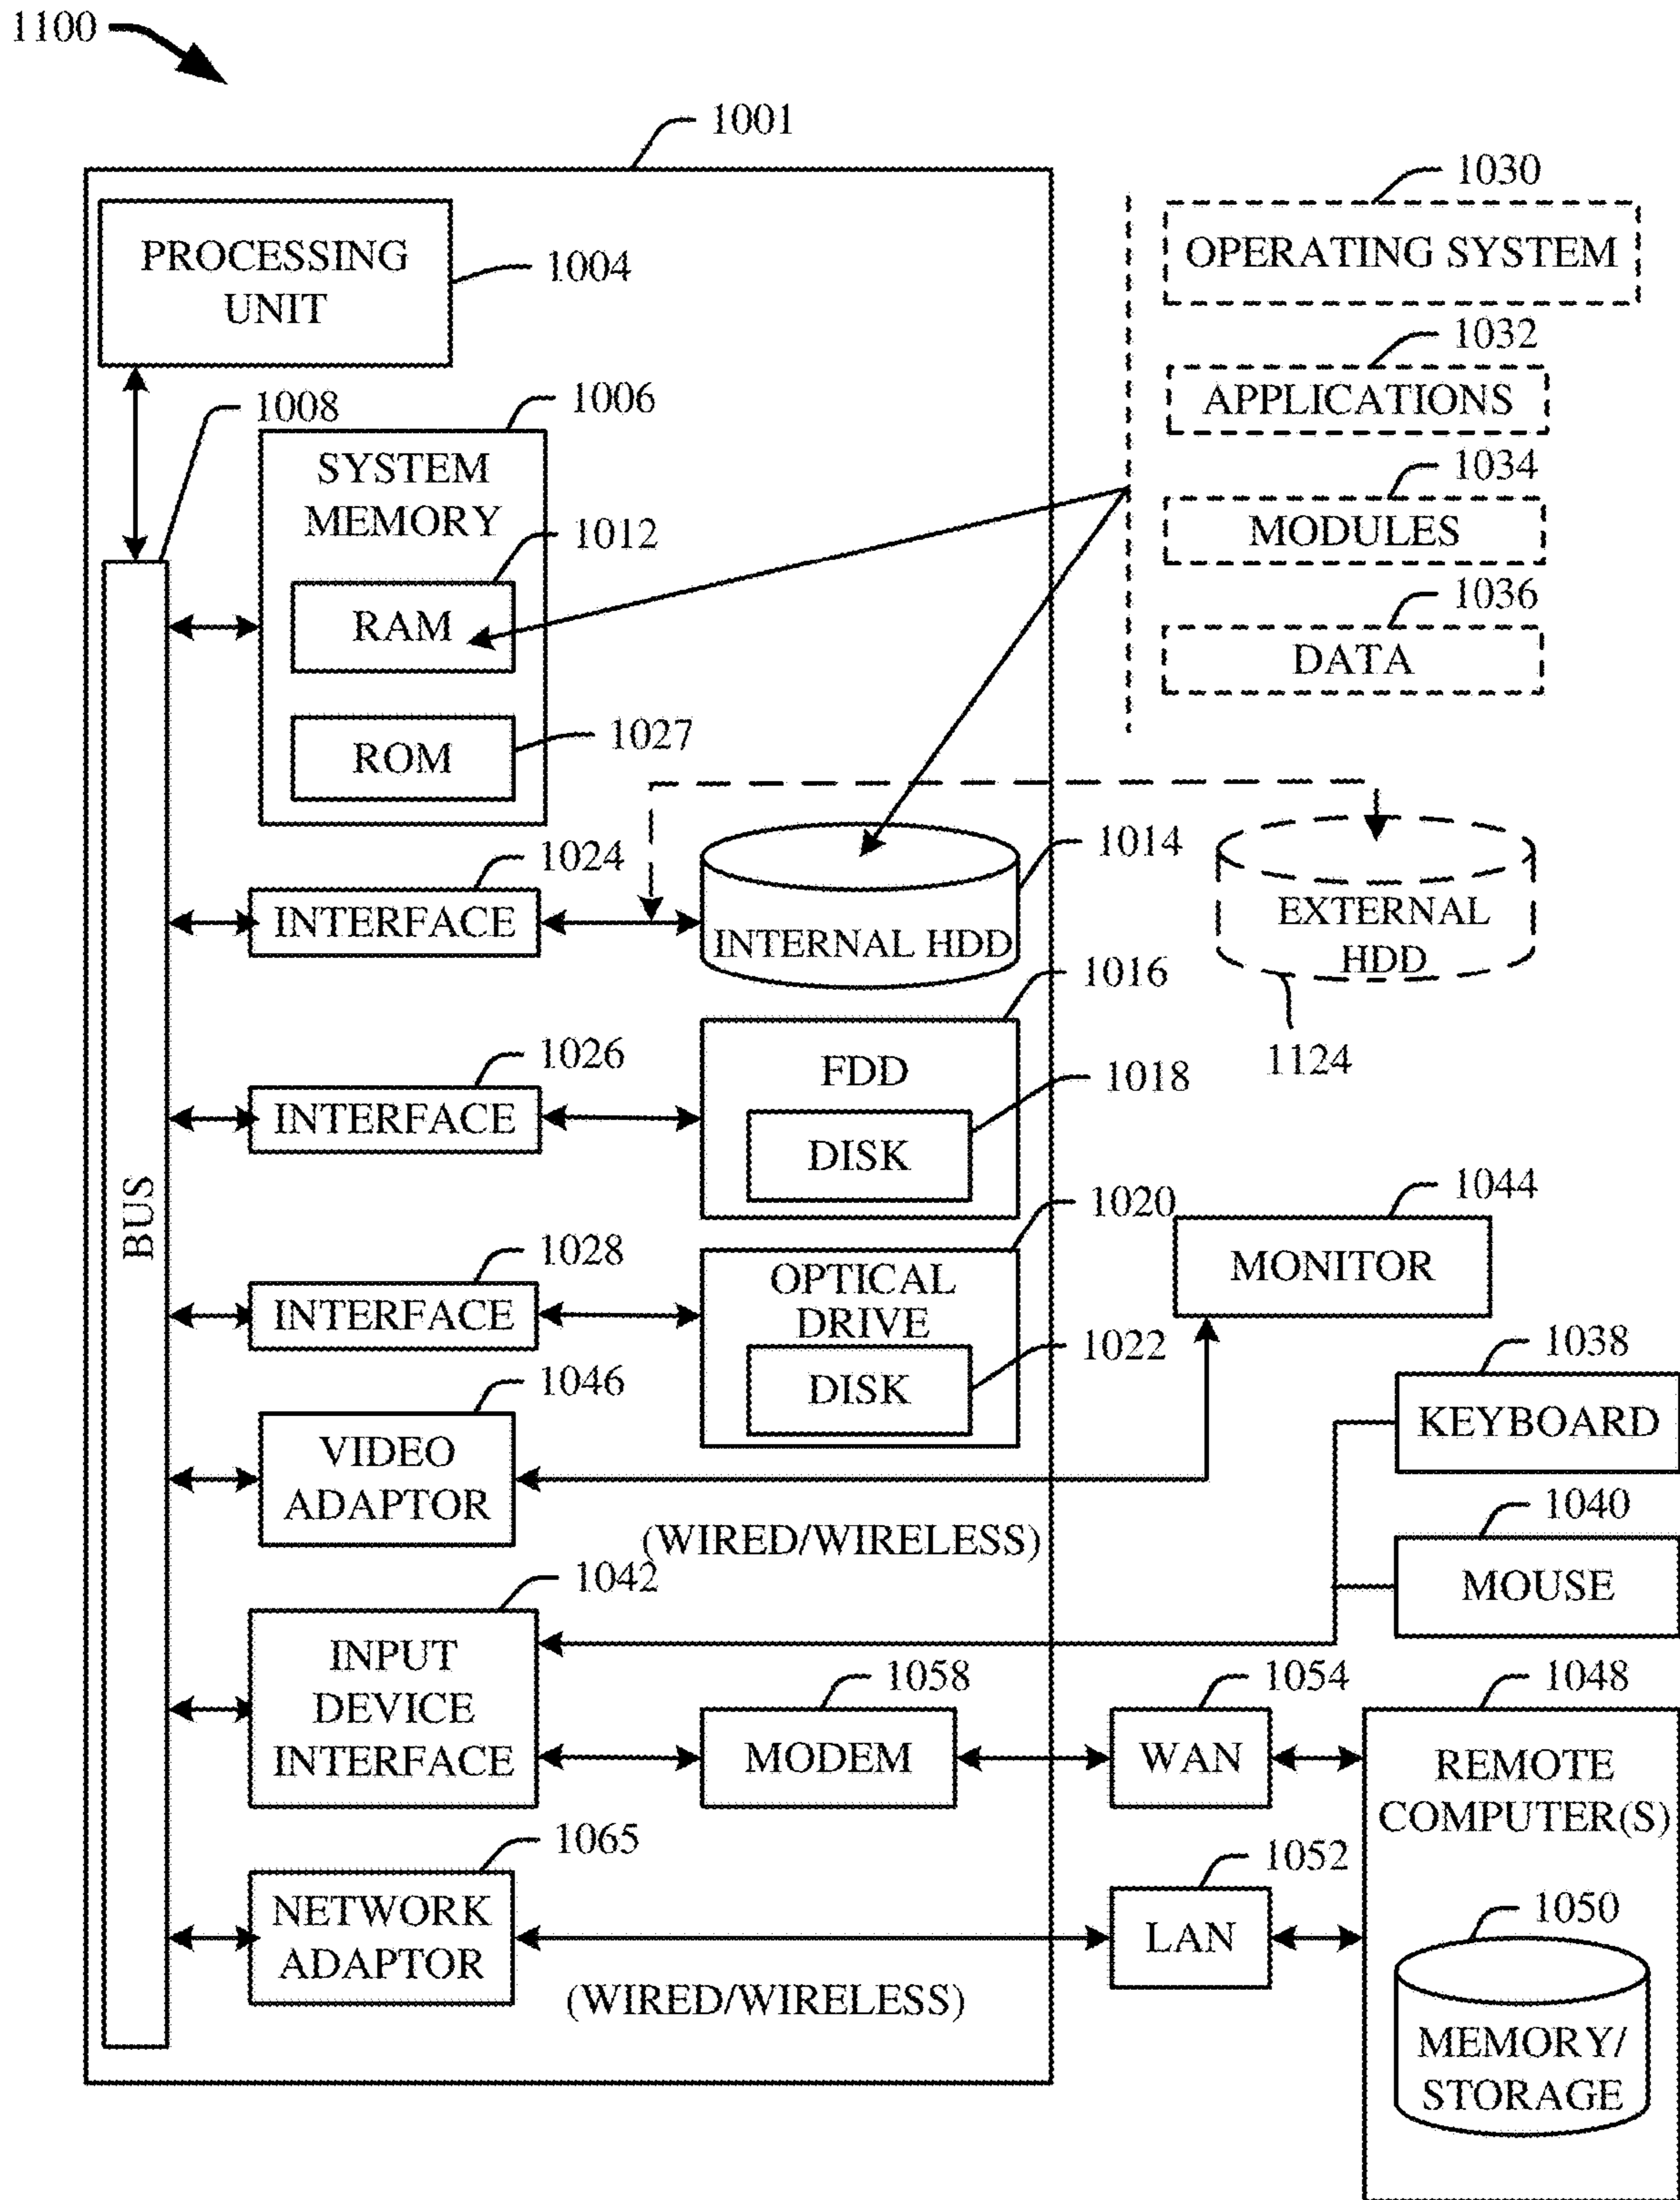 1100
1001
1030
OPERATING SYSTEM
PROCESSING
UNIT
1004
1032
APPLICATIONS
1008
1006
SYSTEM
MEMORY
1034
MODULES
1012
RAM
1036
DATA
1027
ROM
1024
INTERFACE
1014
INTERNAL HDD
EXTERNAL
HDD
1124
1016
FDD
1026
INTERFACE
1018
DISK
BUS
1020
OPTICAL
DRIVE
1028
INTERFACE
1022
DISK
1044
MONITOR
1046
VIDEO
ADAPTOR
1038
KEYBOARD
(WIRED/WIRELESS)
1040
MOUSE
1042
INPUT
DEVICE
INTERFACE
1058
MODEM
1054
WAN
1048
REMOTE
COMPUTER(S)
1065
NETWORK
ADAPTOR
1052
LAN
(WIRED/WIRELESS)
1050
MEMORY/
STORAGE